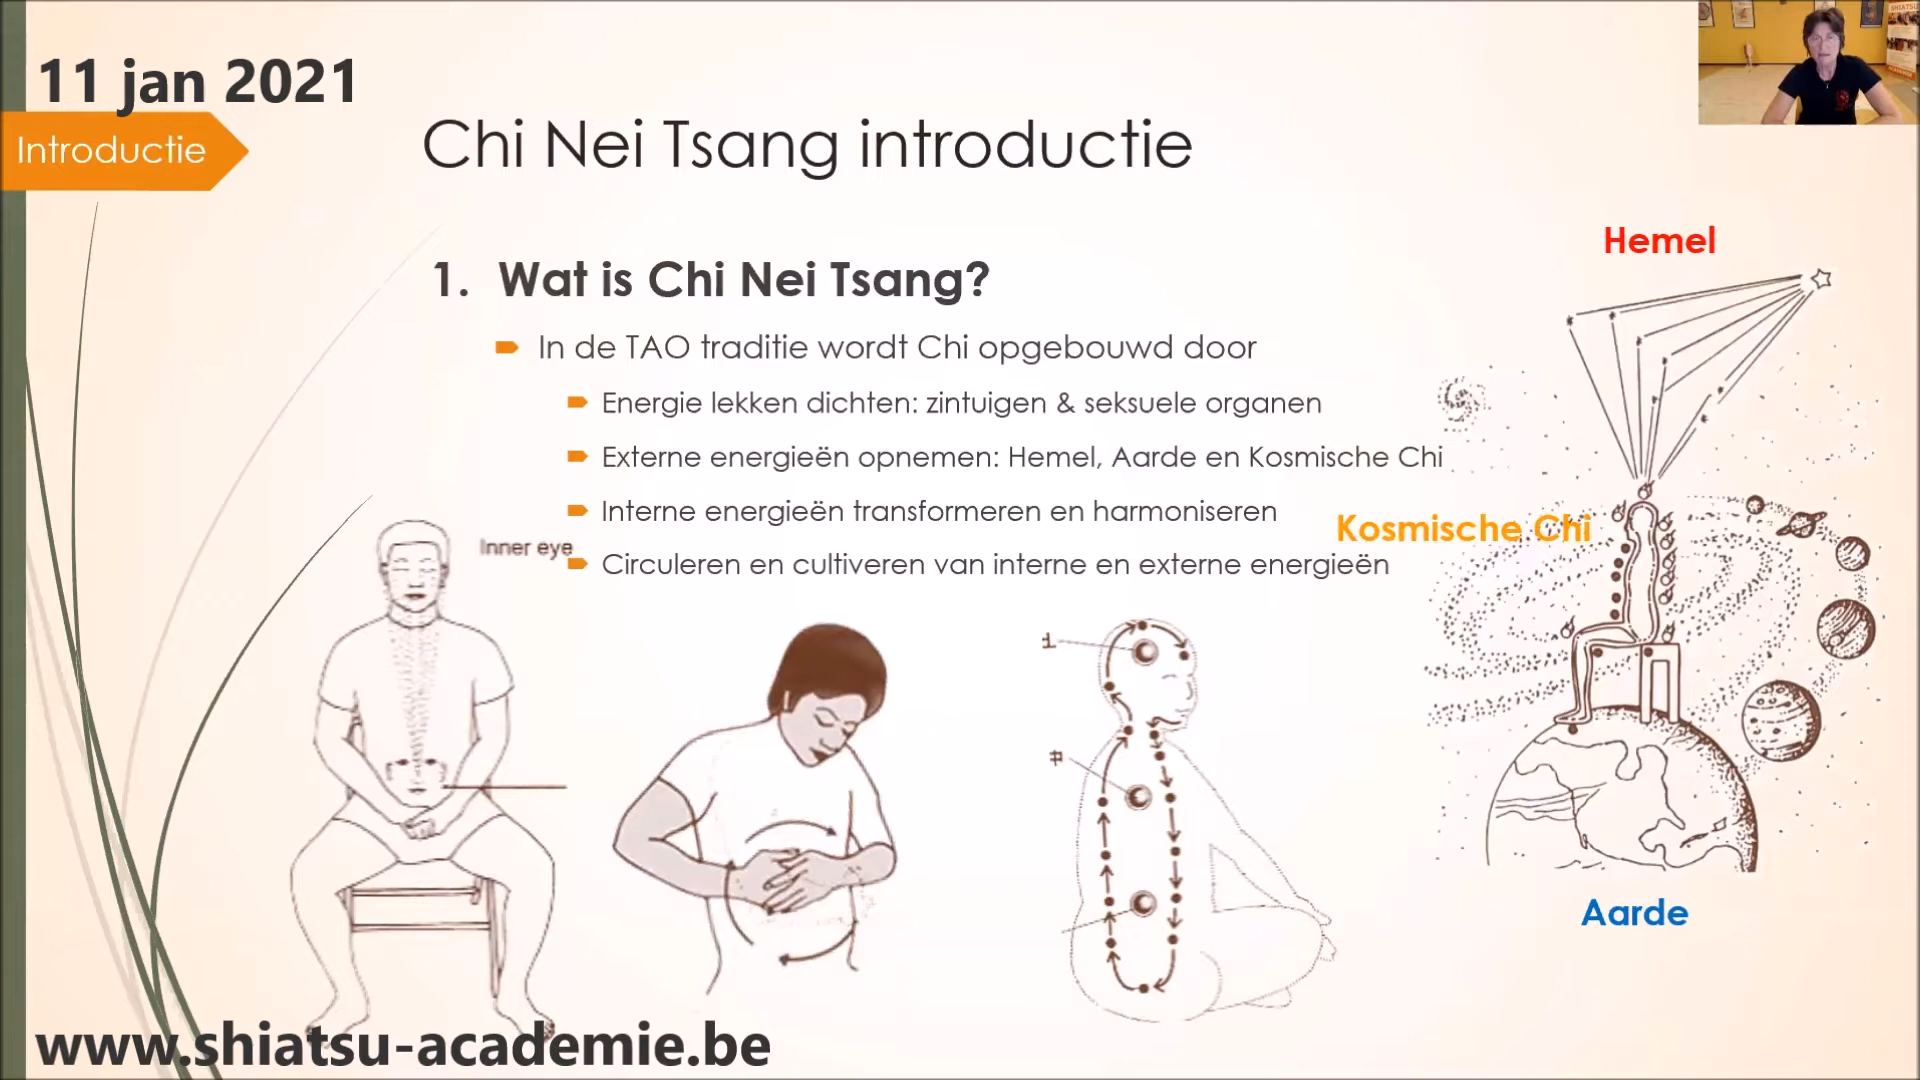 11 jan 2021
Introductie
Chi Nei Tsang introductie
1. Wat is Chi Nei Tsang?
In de TAO traditie wordt Chi opgebouwd door
Energie lekken dichten: zintuigen & seksuele organen
Externe energieën opnemen: Hemel, Aarde en Kosmische Chi
Interne energieën transformeren en harmoniseren
Circuleren en cultiveren van interne en externe energieën
Hemel
Kosmische Chi
Aarde
Inner eye
1
www.shiatsu-academie.be
SHIATSU